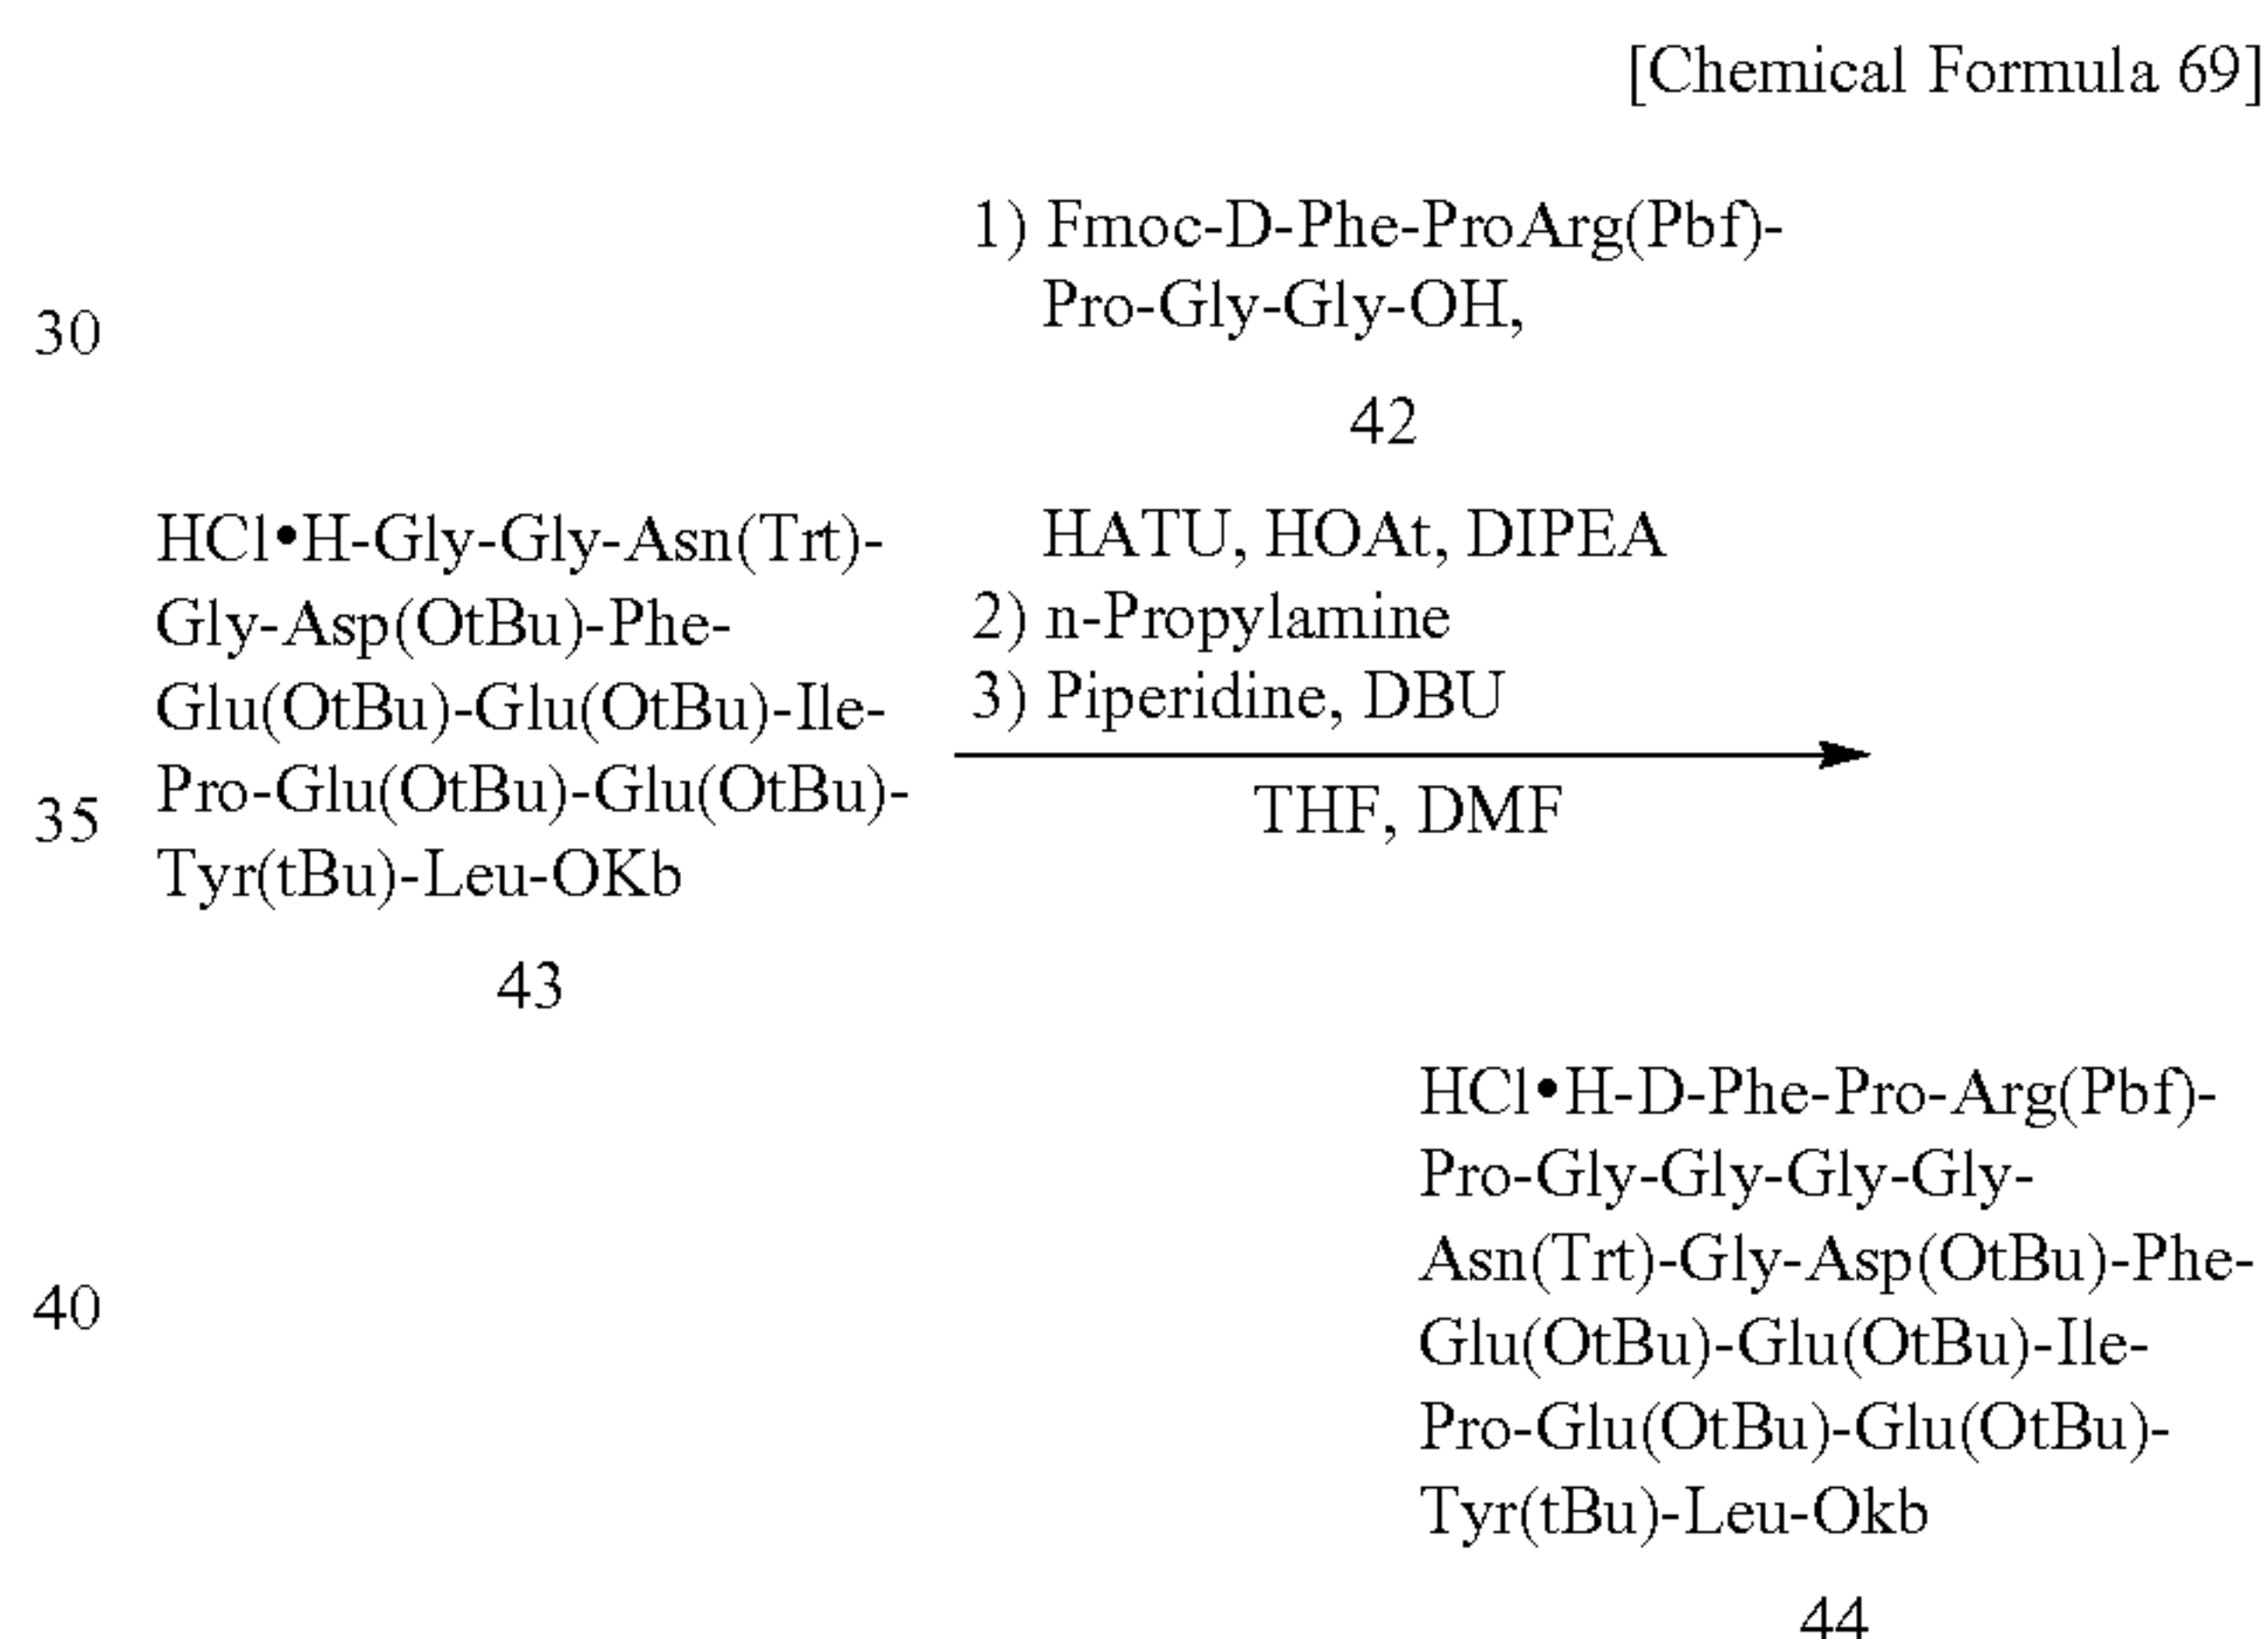 [Chemical Formula 69]
1) Fmoc-D-Phe-ProArg(Pbf)-
Pro-Gly-Gly-OH,
30
42
HCl•H-Gly-Gly-Asn(Trt)-
Gly-Asp(OtBu)-Phe-
Glu(OtBu)-Glu(OtBu)-Ile-
Pro-Glu(OtBu)-Glu(OtBu)-
35
Tyr(tBu)-Leu-OKb
43
HATU, HOAt, DIPEA
2) n-Propylamine
3) Piperidine, DBU
THF, DMF
HCl•H-D-Phe-Pro-Arg(Pbf)-
Pro-Gly-Gly-Gly-Gly-
Asn(Trt)-Gly-Asp(OtBu)-Phe-
40
Glu(OtBu)-Glu(OtBu)-Ile-
Pro-Glu(OtBu)-Glu(OtBu)-
Tyr(tBu)-Leu-Okb
44